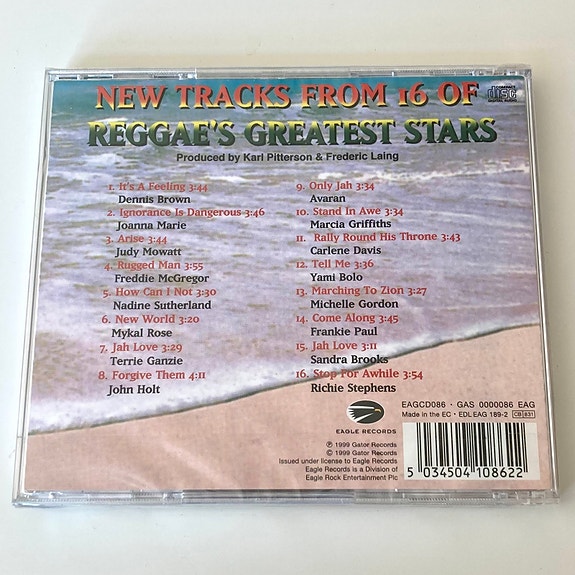 NEW TRACKS FROM 16 OF
REGGAE'S GREATEST STARS
COMPACT
disc
DIGITAL AUDIO
Produced by Karl Pitterson & Frederic Laing
1. It's A Feeling 3:44
Dennis Brown
2. Ignorance Is Dangerous 3:46
Joanna Marie
3. Arise 3:44
Judy Mowatt
4. Rugged Man 3:55
Freddie McGregor
5. How Can I Not 3:30
Nadine Sutherland
6. New World 3:20
Mykal Rose
7. Jah Love 3:29
Terrie Ganzie
8. Forgive Them 4:11
John Holt
9. Only Jah 3:34
Avaran
10. Stand In Awe 3:34
Marcia Griffiths
11. Rally Round His Throne 3:43
Carlene Davis
12. Tell Me 3:36
Yami Bolo
13. Marching To Zion 3:27
Michelle Gordon
14. Come Along 3:45
Frankie Paul
15. Jah Love 3:11
Sandra Brooks
16. Stop For Awhile 3:54
Richie Stephens
EAGLE RECORDS
℗ 1999 Gator Records
© 1999 Gator Records
Issued under license to Eagle Records
Eagle Records is a Division of
Eagle Rock Entertainment Plc
EAGCD086 · GAS 0000086 EAG
Made in the EC · EDL EAG 189-2 CB 831
5 034504 108622